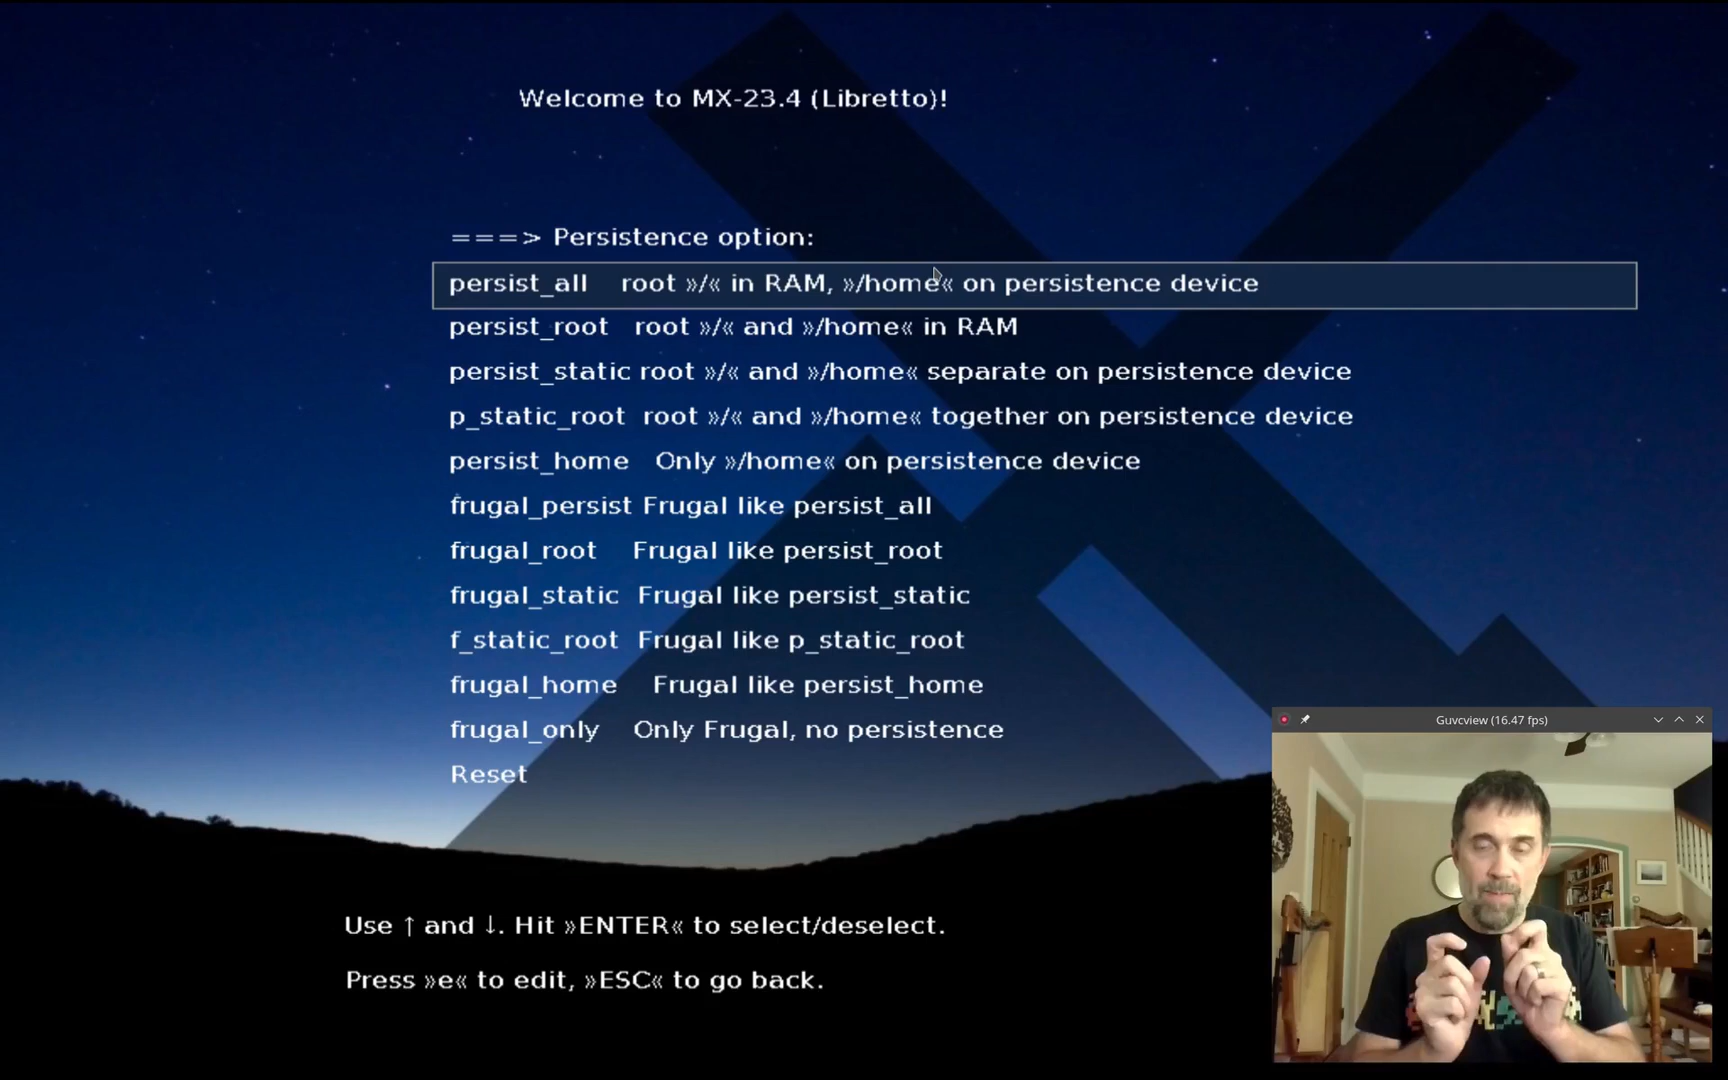 Welcome to MX-23.4 (Libretto)!
===> Persistence option:
persist_all root »/« in RAM, »/home« on persistence device
persist_root root »/« and »/home« in RAM
persist_static root »/« and »/home« separate on persistence device
p_static_root root »/« and »/home« together on persistence device
persist_home Only »/home« on persistence device
frugal_persist Frugal like persist_all
frugal_root Frugal like persist_root
frugal_static Frugal like persist_static
f_static_root Frugal like p_static_root
frugal_home Frugal like persist_home
frugal_only Only Frugal, no persistence
Reset
Guvcview (16.47 fps)
Use ↑ and ↓. Hit »ENTER« to select/deselect.
Press »e« to edit, »ESC« to go back.